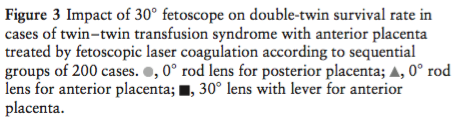 Figure 3 Impact of 30° fetoscope on double-twin survival rate in
cases of twin–twin transfusion syndrome with anterior placenta
treated by fetoscopic laser coagulation according to sequential
groups of 200 cases. ●, 0° rod lens for posterior placenta; ▲, 0° rod
lens for anterior placenta; ■, 30° lens with lever for anterior
placenta.